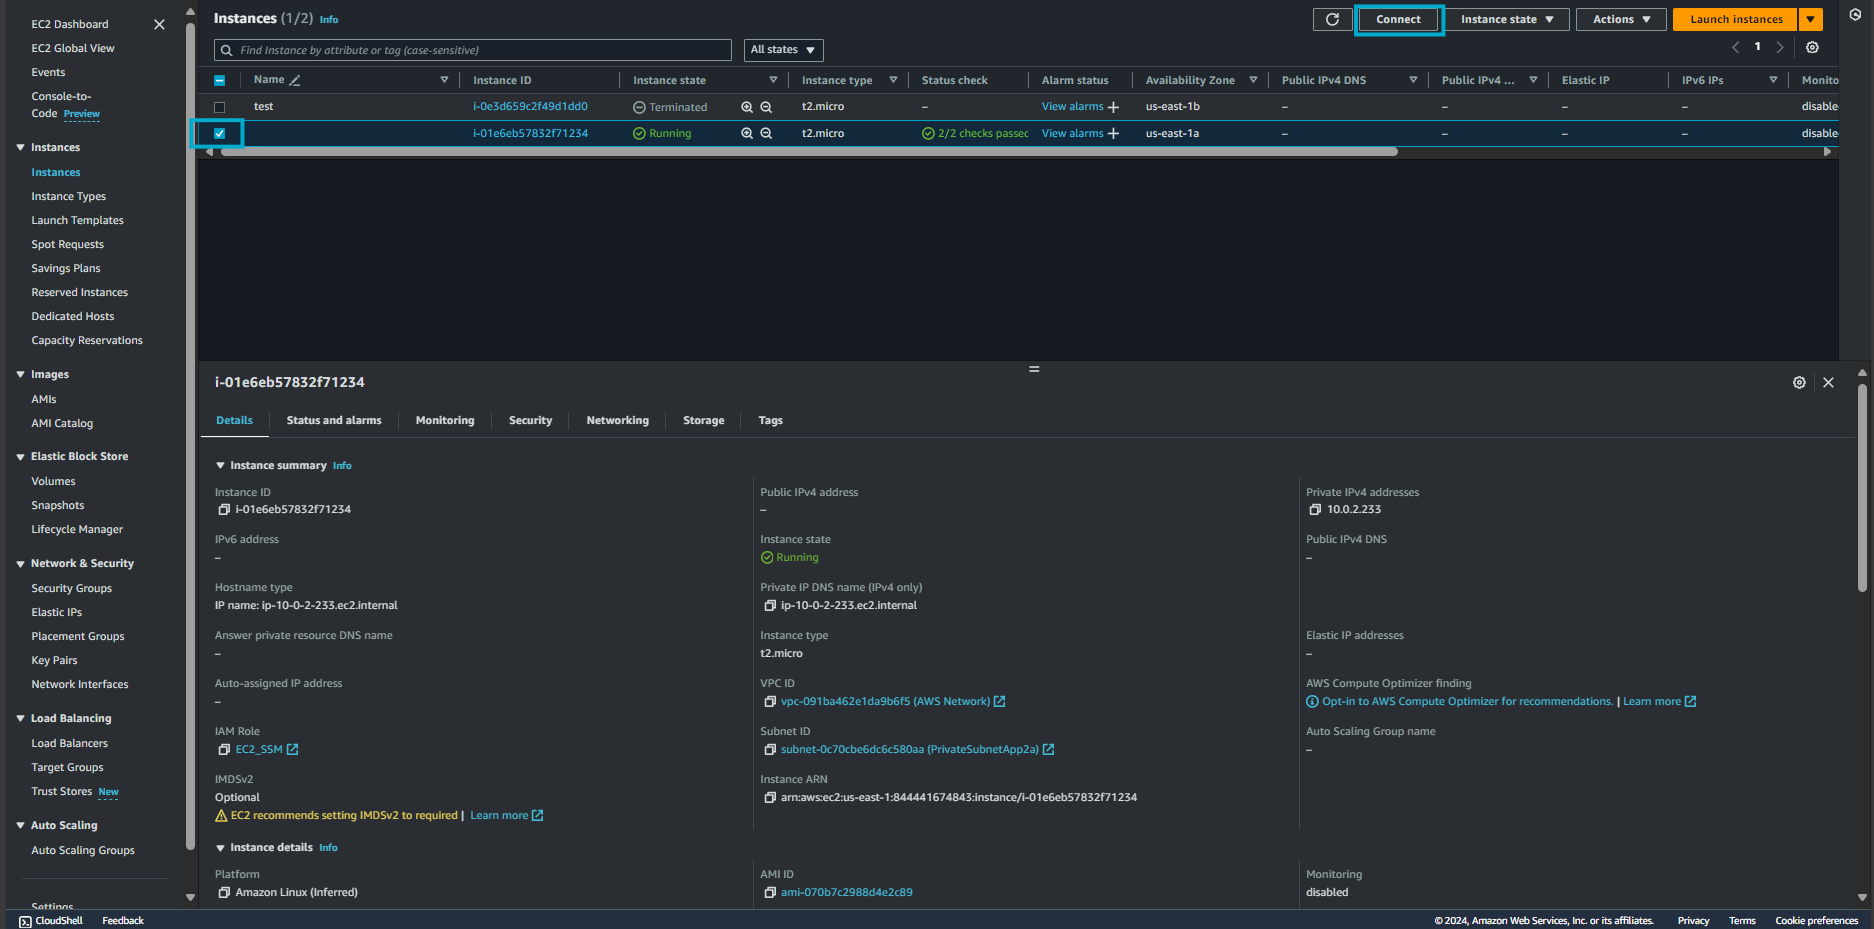 EC2 Dashboard
EC2 Global View
Events
Console-to-
Code Preview
Instances
Instances
Instance Types
Launch Templates
Spot Requests
Savings Plans
Reserved Instances
Dedicated Hosts
Capacity Reservations
Images
AMIs
AMI Catalog
Elastic Block Store
Volumes
Snapshots
Lifecycle Manager
Network & Security
Security Groups
Elastic IPs
Placement Groups
Key Pairs
Network Interfaces
Load Balancing
Load Balancers
Target Groups
Trust Stores New
Auto Scaling
Auto Scaling Groups
Settings
Instances (1/2) Info
Connect Instance state Actions Launch instances
Find Instance by attribute or tag (case-sensitive) All states 1
Name Instance ID Instance state Instance type Status check Alarm status Availability Zone Public IPv4 DNS Public IPv4 ... Elastic IP IPv6 IPs Monito
test i-0e3d659c2f49d1dd0 Terminated t2.micro – View alarms + us-east-1b – – – – disable
i-01e6eb57832f71234 Running t2.micro 2/2 checks passec View alarms + us-east-1a – – – – disable
i-01e6eb57832f71234
Details Status and alarms Monitoring Security Networking Storage Tags
Instance summary Info
Instance ID Public IPv4 address Private IPv4 addresses
i-01e6eb57832f71234 – 10.0.2.233
IPv6 address Instance state Public IPv4 DNS
– Running –
Hostname type Private IP DNS name (IPv4 only)
IP name: ip-10-0-2-233.ec2.internal ip-10-0-2-233.ec2.internal
Answer private resource DNS name Instance type Elastic IP addresses
– t2.micro –
Auto-assigned IP address VPC ID AWS Compute Optimizer finding
– vpc-091ba462e1da9b6f5 (AWS Network) Opt-in to AWS Compute Optimizer for recommendations. | Learn more
IAM Role Subnet ID Auto Scaling Group name
EC2_SSM subnet-0c70cbe6dc6c580aa (PrivateSubnetApp2a) –
IMDSv2 Instance ARN
Optional arn:aws:ec2:us-east-1:844441674843:instance/i-01e6eb57832f71234
EC2 recommends setting IMDSv2 to required | Learn more
Instance details Info
Platform AMI ID Monitoring
Amazon Linux (Inferred) ami-070b7c2988d4e2c89 disabled
CloudShell Feedback © 2024, Amazon Web Services, Inc. or its affiliates. Privacy Terms Cookie preferences